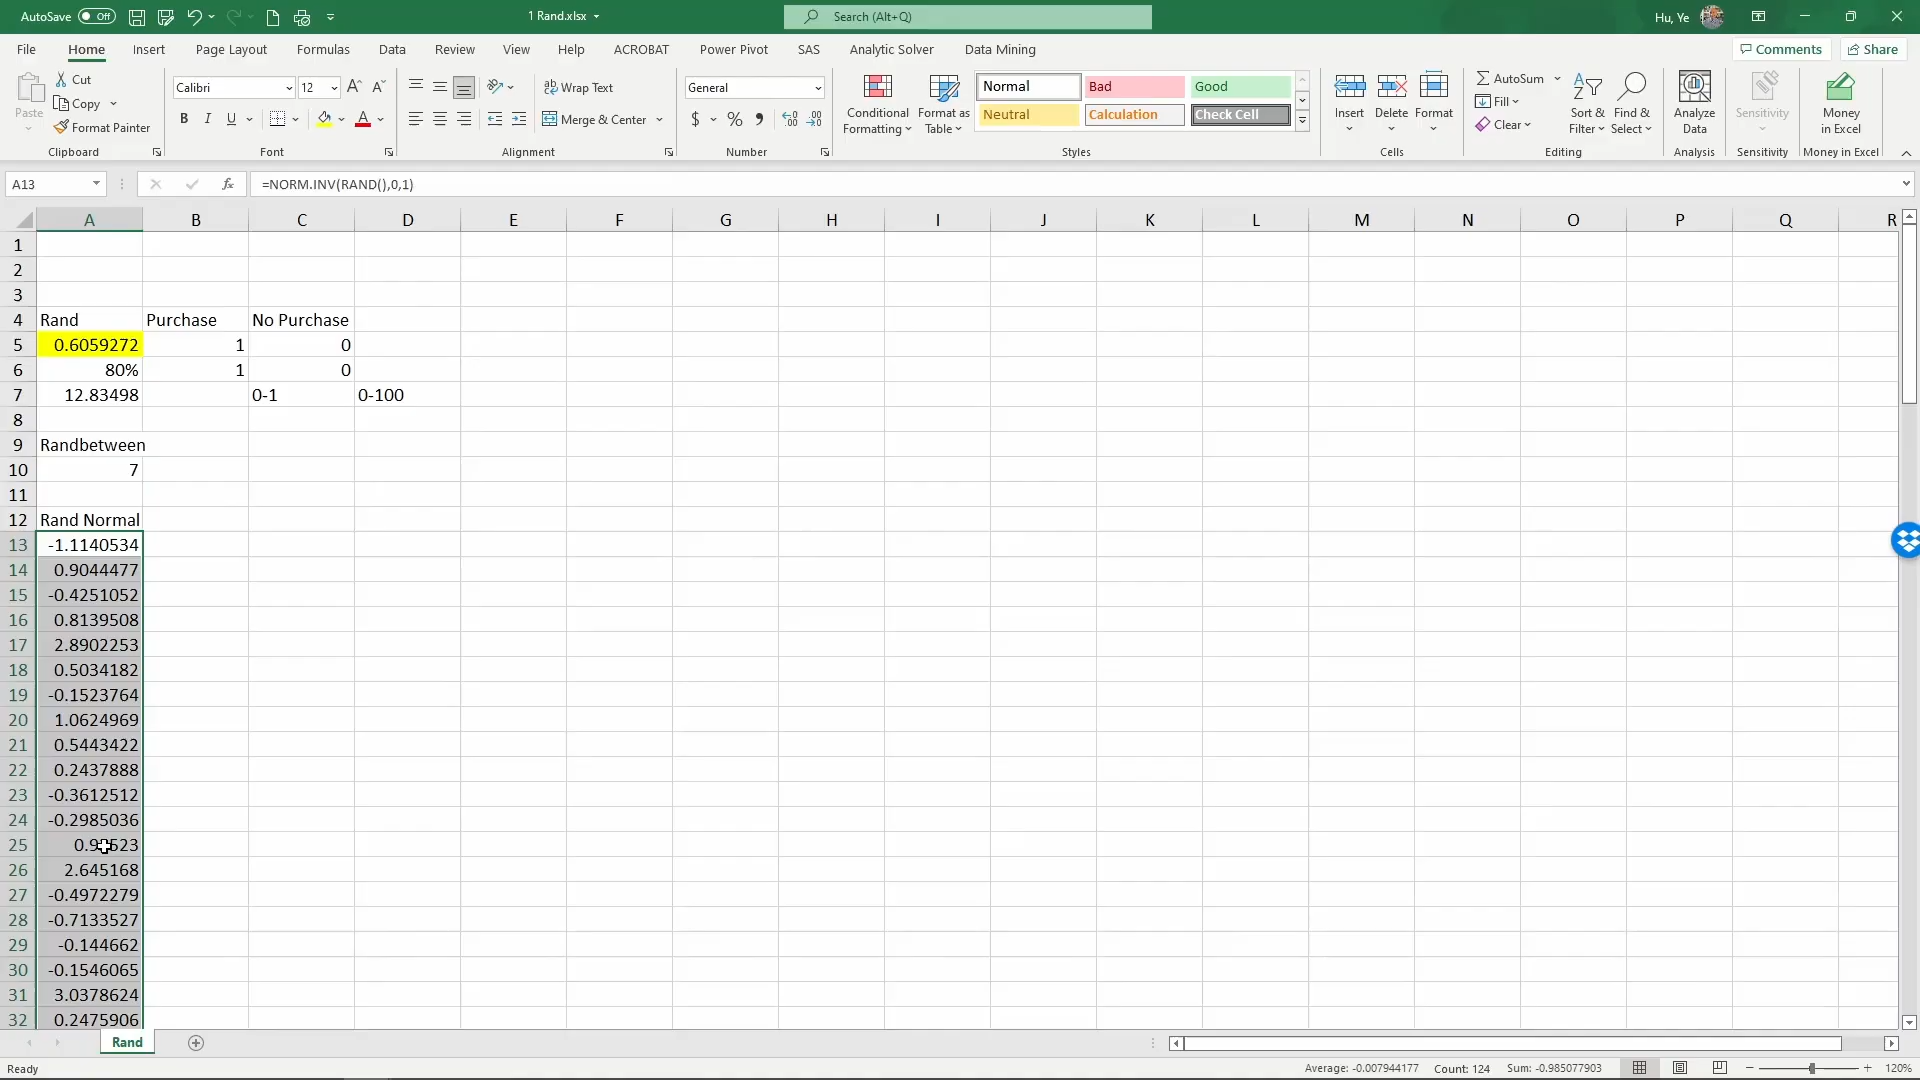 AutoSave Off 1 Rand.xlsx Search (Alt+Q) Hu, Ye
File Home Insert Page Layout Formulas Data Review View Help ACROBAT Power Pivot SAS Analytic Solver Data Mining Comments Share
Paste Cut Copy Format Painter
Calibri 12
B I U
Wrap Text
Merge & Center
General
$ % 9
Conditional Formatting
Format as Table
Normal Bad Good
Neutral Calculation Check Cell
Insert Delete Format
AutoSum
Fill
Clear
Sort & Filter
Find & Select
Analyze Data
Sensitivity
Money in Excel
Clipboard Font Alignment Number Styles Cells Editing Analysis Sensitivity Money in Excel
A13 fx =NORM.INV(RAND(),0,1)
A B C D E F G H I J K L M N O P Q R
1
2
3
4 Rand Purchase No Purchase
5 0.6059272 1 0
6 80% 1 0
7 12.83498 0-1 0-100
8
9 Randbetween
10 7
11
12 Rand Normal
13 -1.1140534
14 0.9044477
15 -0.4251052
16 0.8139508
17 2.8902253
18 0.5034182
19 -0.1523764
20 1.0624969
21 0.5443422
22 0.2437888
23 -0.3612512
24 -0.2985036
25
26 2.645168
27 -0.4972279
28 -0.7133527
29 -0.144662
30 -0.1546065
31 3.0378624
32 0.2475906
Rand
Ready Average: -0.007944177 Count: 124 Sum: -0.985077903 120%